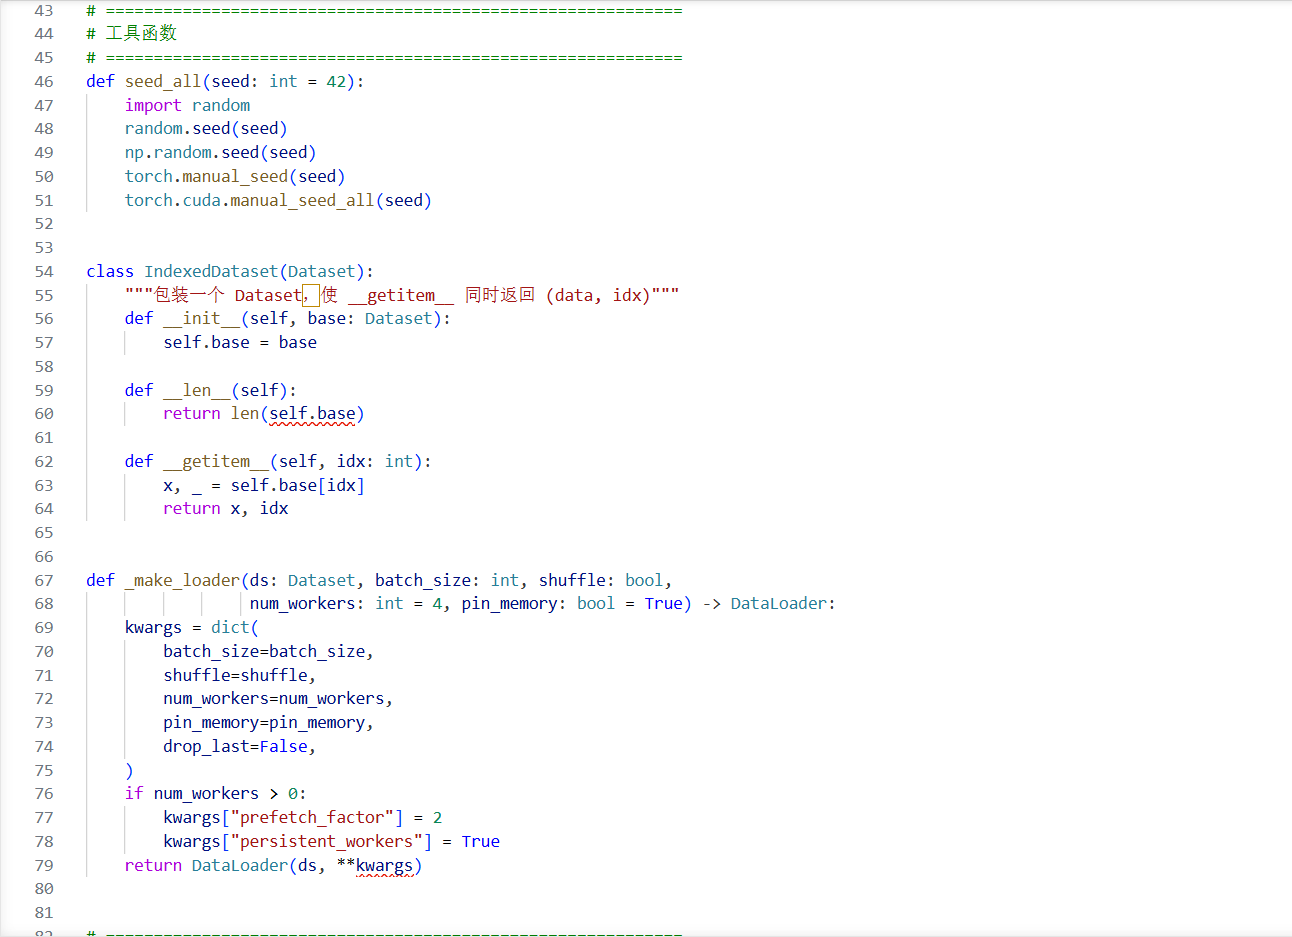 43 # ============================================================
44 # 工具函数
45 # ============================================================
46 def seed_all(seed: int = 42):
47     import random
48     random.seed(seed)
49     np.random.seed(seed)
50     torch.manual_seed(seed)
51     torch.cuda.manual_seed_all(seed)
52
53
54 class IndexedDataset(Dataset):
55     """包装一个 Dataset，使 __getitem__ 同时返回 (data, idx)"""
56     def __init__(self, base: Dataset):
57         self.base = base
58
59     def __len__(self):
60         return len(self.base)
61
62     def __getitem__(self, idx: int):
63         x, _ = self.base[idx]
64         return x, idx
65
66
67 def _make_loader(ds: Dataset, batch_size: int, shuffle: bool,
68                  num_workers: int = 4, pin_memory: bool = True) -> DataLoader:
69     kwargs = dict(
70         batch_size=batch_size,
71         shuffle=shuffle,
72         num_workers=num_workers,
73         pin_memory=pin_memory,
74         drop_last=False,
75     )
76     if num_workers > 0:
77         kwargs["prefetch_factor"] = 2
78         kwargs["persistent_workers"] = True
79     return DataLoader(ds, **kwargs)
80
81
82 # ============================================================